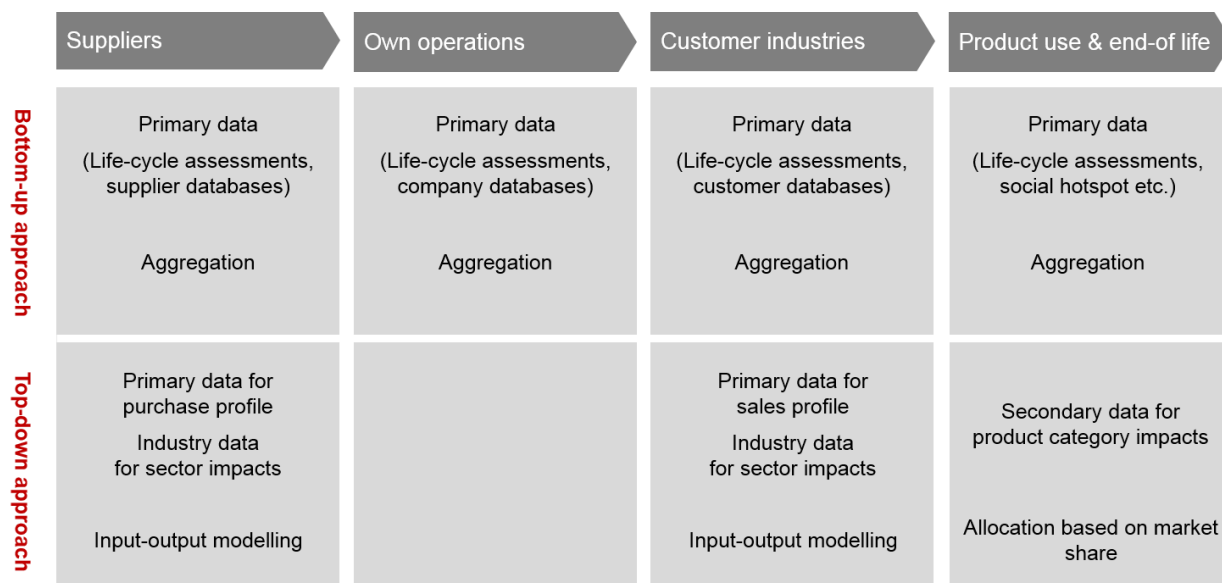 Suppliers
Own operations
Customer industries
Product use & end-of life
Bottom-up approach
Primary data
(Life-cycle assessments,
supplier databases)
Aggregation
Primary data
(Life-cycle assessments,
company databases)
Aggregation
Primary data
(Life-cycle assessments,
customer databases)
Aggregation
Primary data
(Life-cycle assessments,
social hotspot etc.)
Aggregation
Top-down approach
Primary data for
purchase profile
Industry data
for sector impacts
Input-output modelling
Primary data for
sales profile
Industry data
for sector impacts
Input-output modelling
Secondary data for
product category impacts
Allocation based on market
share